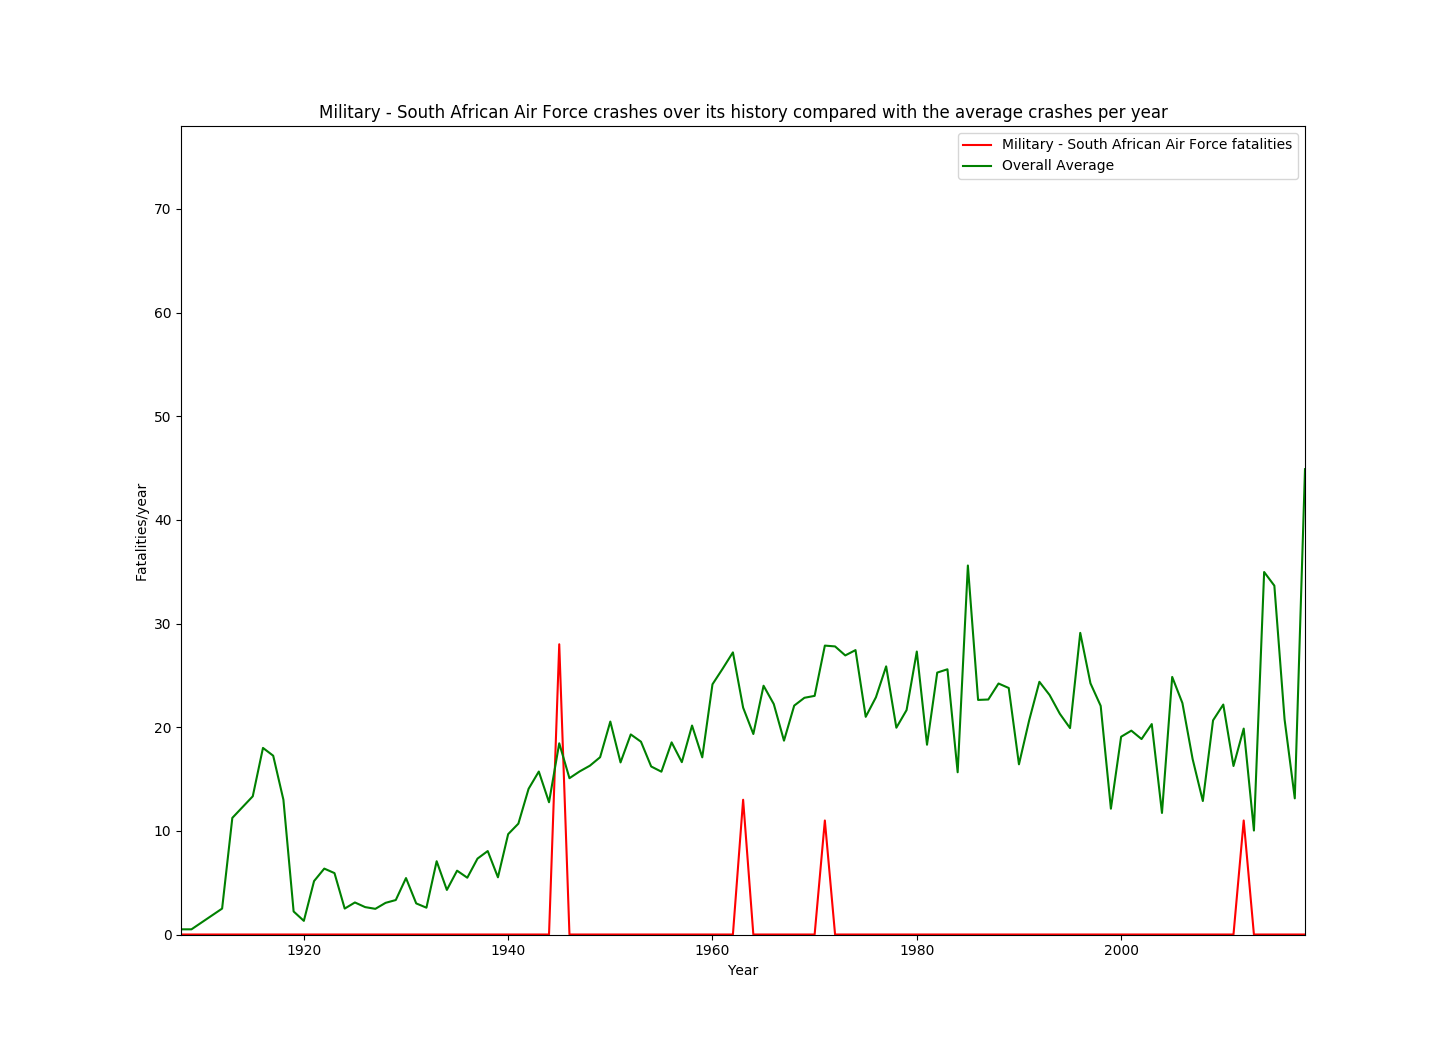 Military - South African Air Force crashes over its history compared with the average crashes per year
Military - South African Air Force fatalities
Overall Average
70
60
50
40
30
20
10
0
Fatalities/year
1920
1940
1960
1980
2000
Year